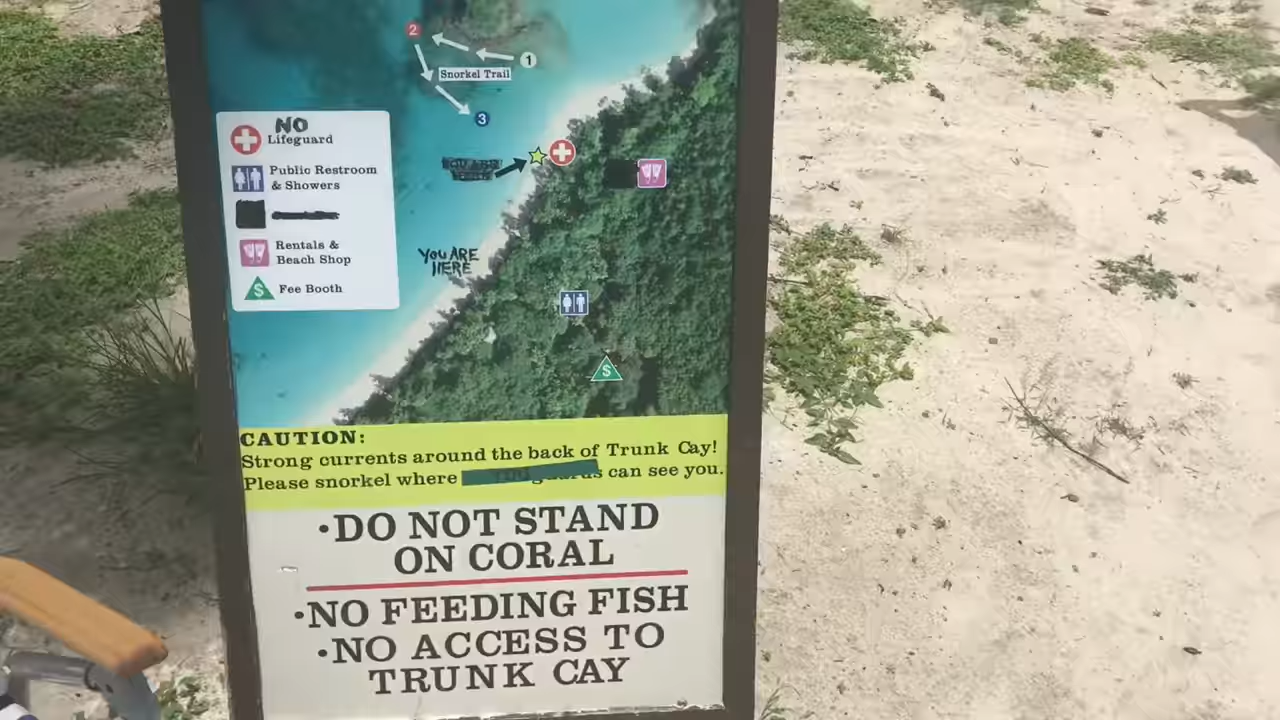 2
1
Snorkel Trail
3
NO
Lifeguard
Public Restroom
& Showers
Rentals &
Beach Shop
$ Fee Booth
YOU ARE
HERE
$
CAUTION:
Strong currents around the back of Trunk Cay!
Please snorkel where can see you.
•DO NOT STAND
ON CORAL
•NO FEEDING FISH
•NO ACCESS TO
TRUNK CAY